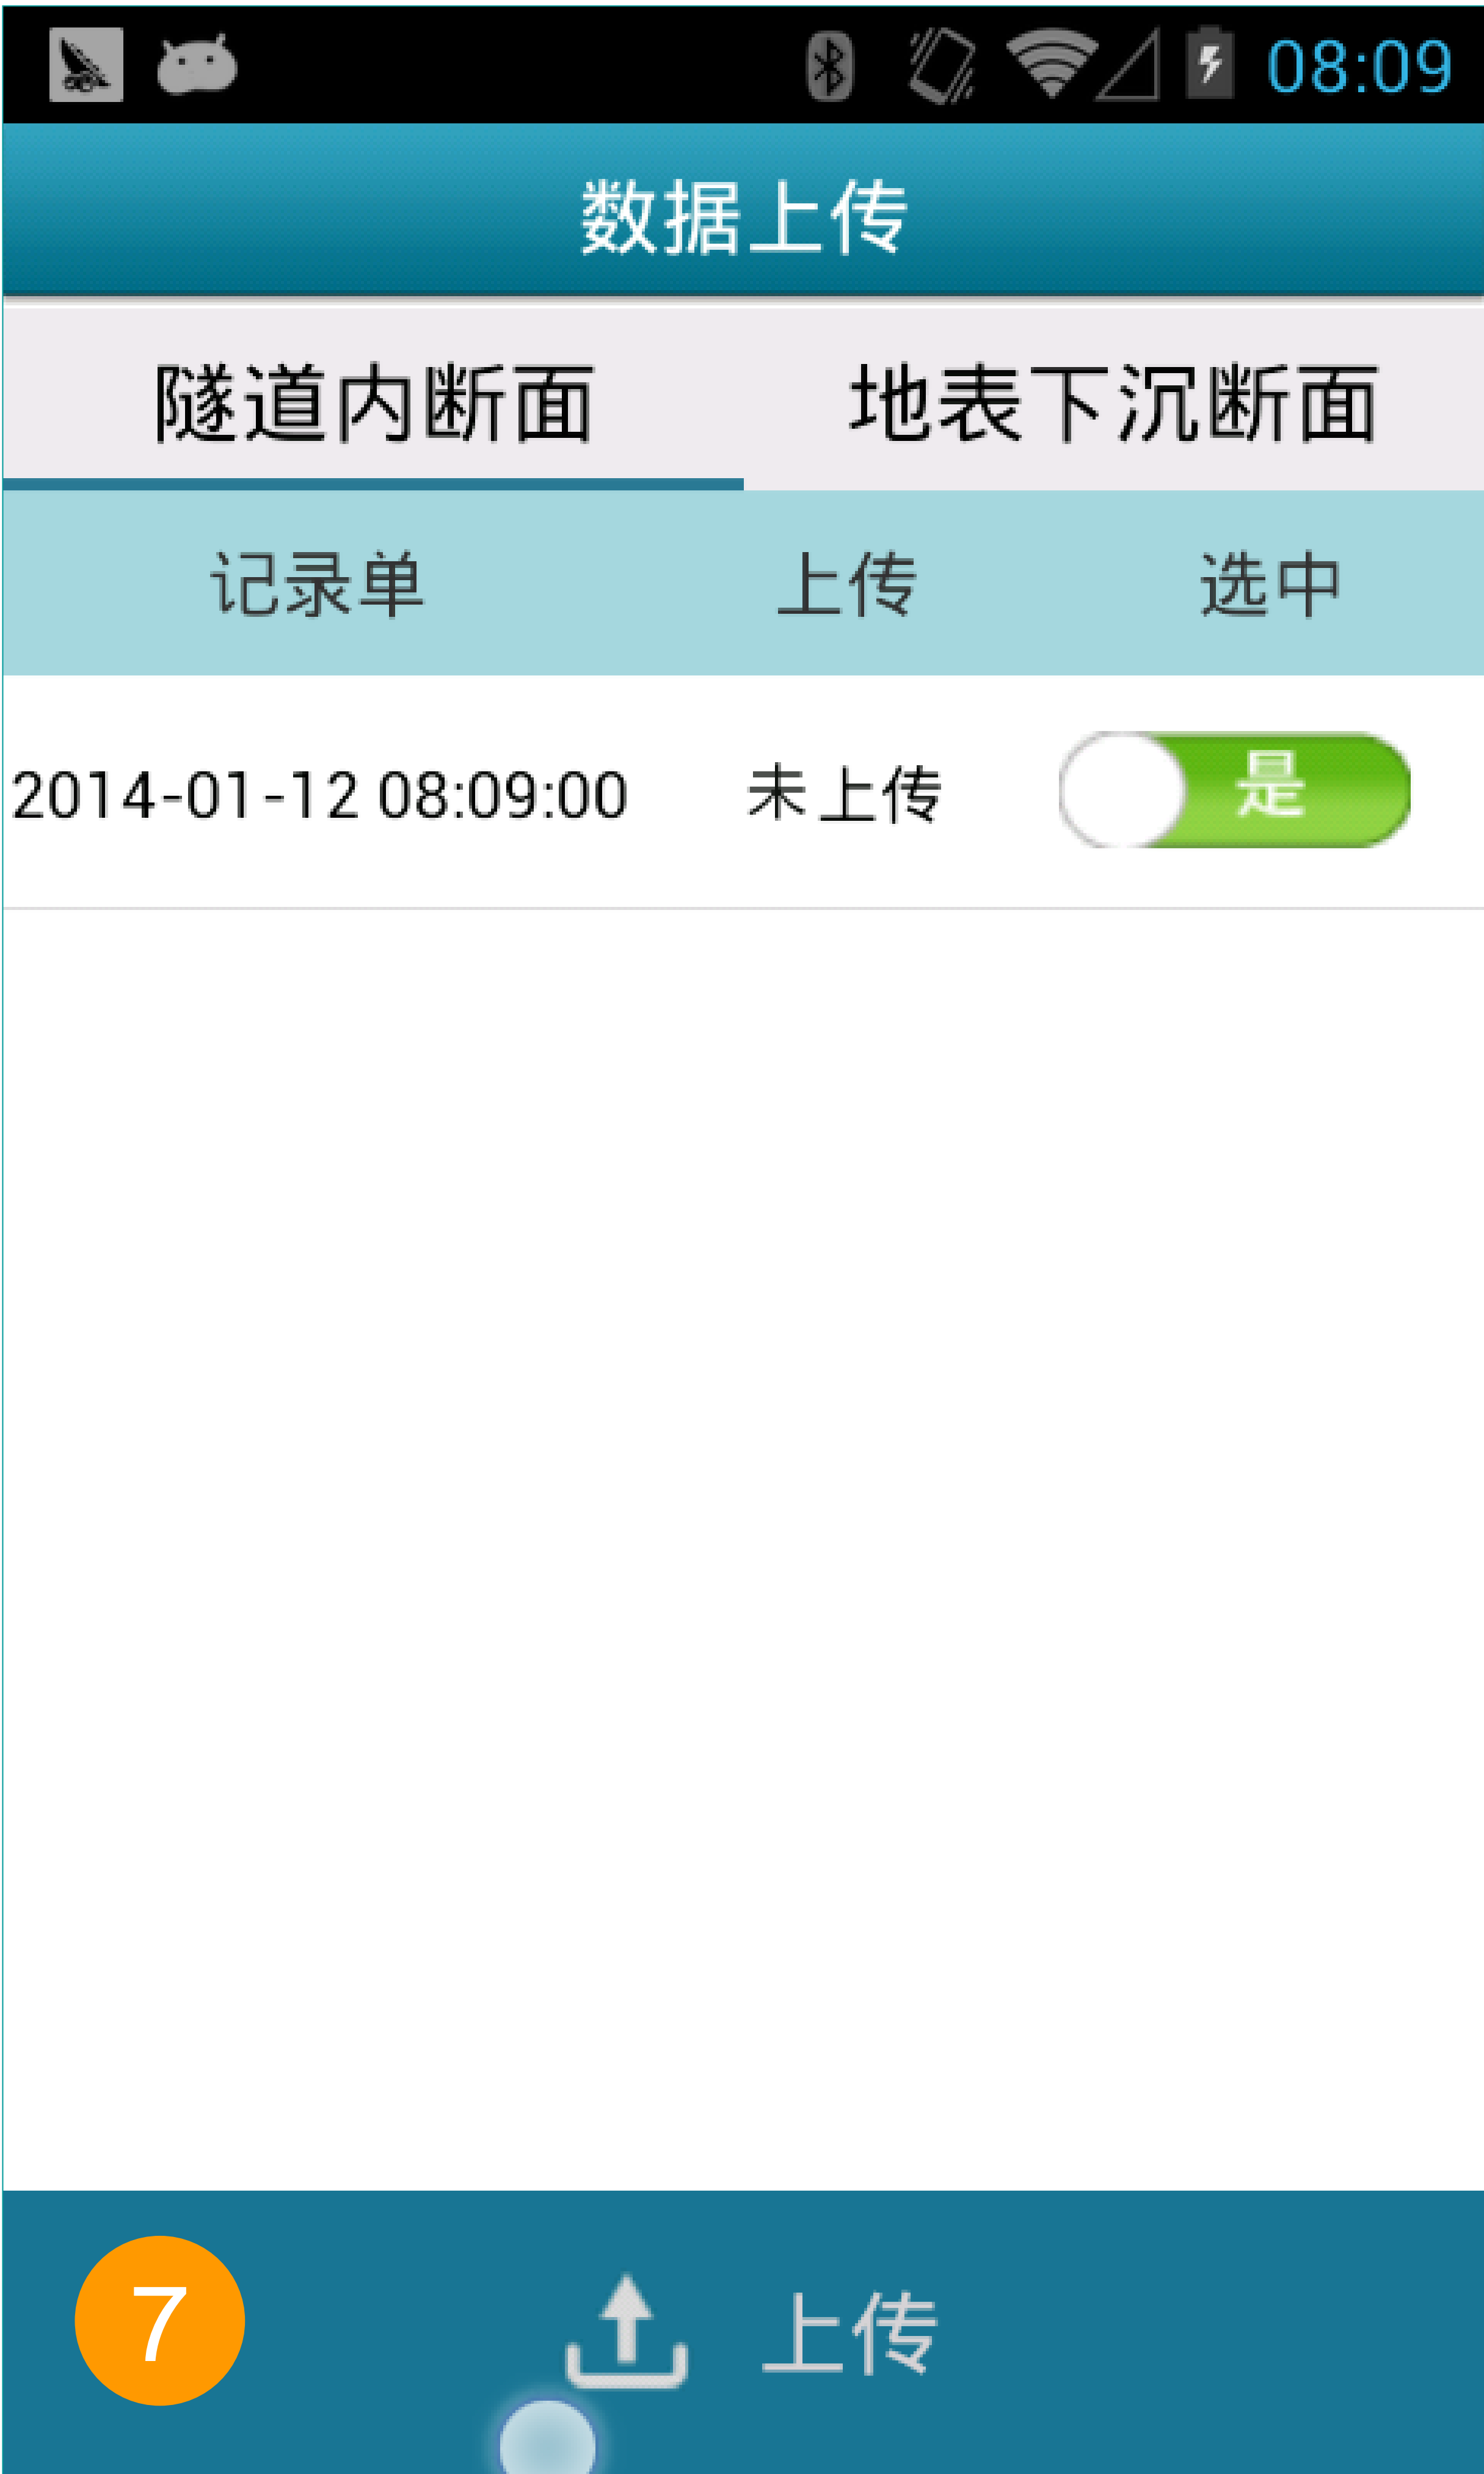 08:09
数据上传
隧道内断面 地表下沉断面
记录单 上传 选中
2014-01-12 08:09:00 未上传 是
7 上传